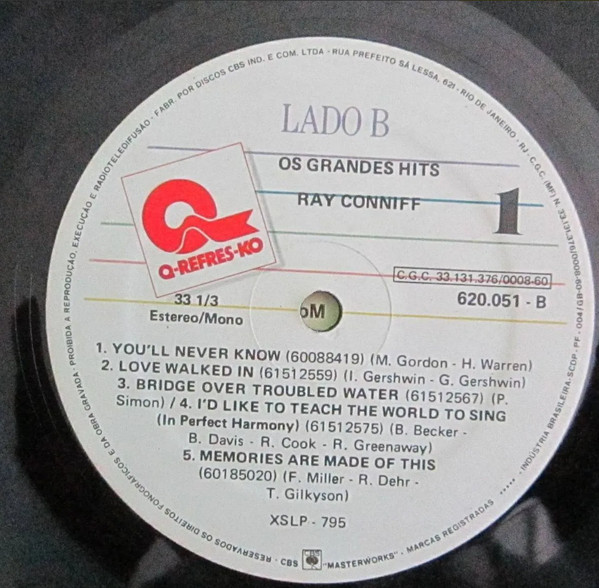 FABR. POR DISCOS CBS IND. E COM. LTDA - RUA PREFEITO SÁ LESSA, 621 - RIO DE JANEIRO - RJ - C.G.C. (MF) N. 33.131.376/0008
LADO B
OS GRANDES HITS
RAY CONNIFF
1
Q-REFRES-KO
C.G.C. 33.131.376/0008-60
33 1/3
620.051 - B
Estereo/Mono
OM
1. YOU'LL NEVER KNOW (60088419) (M. Gordon - H. Warren)
2. LOVE WALKED IN (61512559) (I. Gershwin - G. Gershwin)
3. BRIDGE OVER TROUBLED WATER (61512567) (P.
Simon) / 4. I'D LIKE TO TEACH THE WORLD TO SING
(In Perfect Harmony) (61512575) (B. Becker -
B. Davis - R. Cook - R. Greenaway)
5. MEMORIES ARE MADE OF THIS
(60185020) (F. Miller - R. Dehr -
T. Gilkyson)
XSLP - 795
RESERVADOS OS DIREITOS FONOGRÁFICOS E DA OBRA GRAVADA - PROIBIDA A REPRODUÇÃO, EXECUÇÃO E RADIOTELEDIFUSÃO
CBS "MASTERWORKS" - MARCAS REGISTRADAS ..... - INDÚSTRIA BRASILEIRA